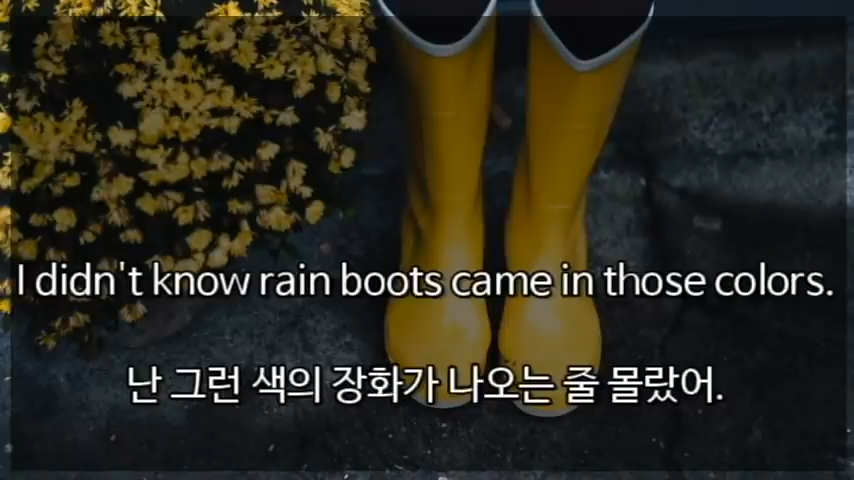 I didn't know rain boots came in those colors.
난 그런 색의 장화가 나오는 줄 몰랐어.